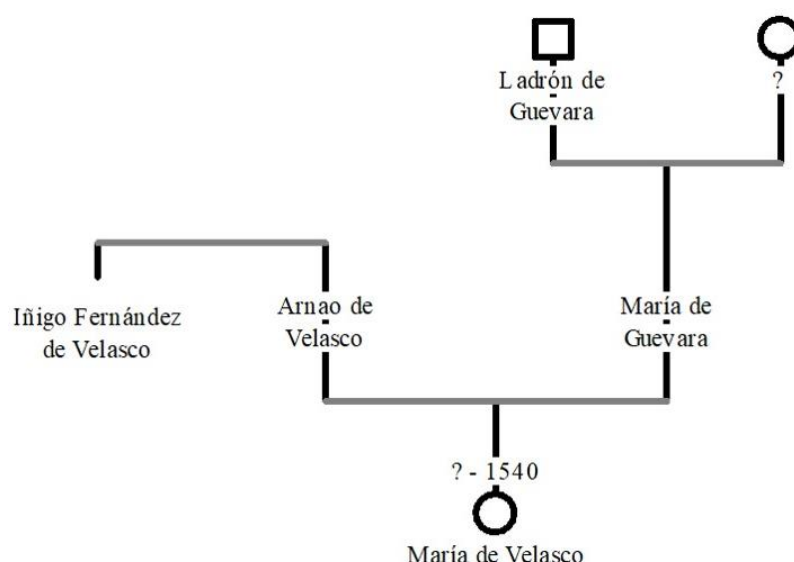 Ladrón de
Guevara
?
Iñigo Fernández
de Velasco
Arnao de
Velasco
María de
Guevara
? - 1540
María de Velasco